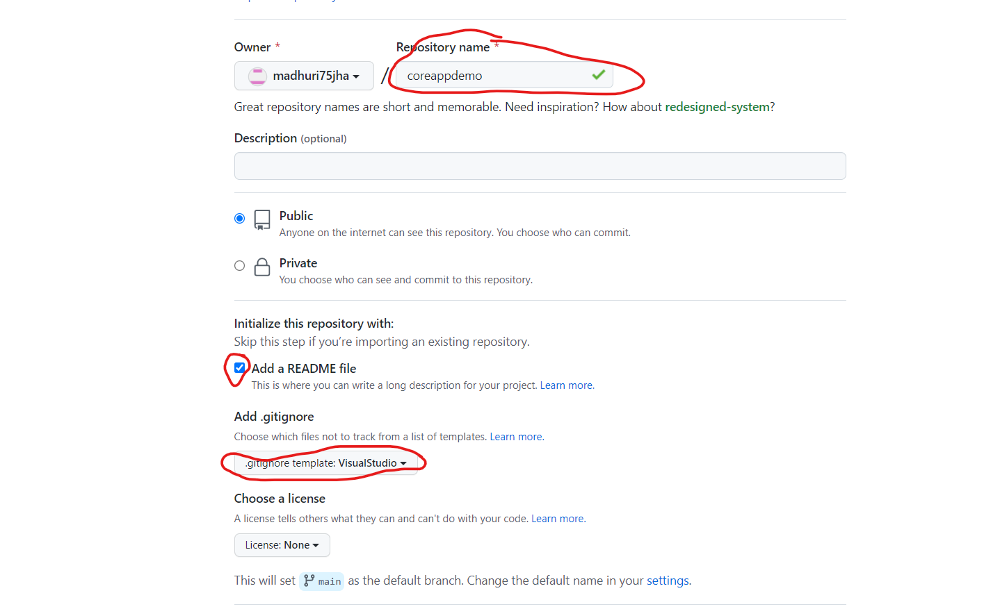 Owner *
Repository name *
madhuri75jha
/
coreappdemo
Great repository names are short and memorable. Need inspiration? How about redesigned-system?
Description (optional)
Public
Anyone on the internet can see this repository. You choose who can commit.
Private
You choose who can see and commit to this repository.
Initialize this repository with:
Skip this step if you’re importing an existing repository.
Add a README file
This is where you can write a long description for your project. Learn more.
Add .gitignore
Choose which files not to track from a list of templates. Learn more.
.gitignore template: VisualStudio
Choose a license
A license tells others what they can and can't do with your code. Learn more.
License: None
This will set main as the default branch. Change the default name in your settings.